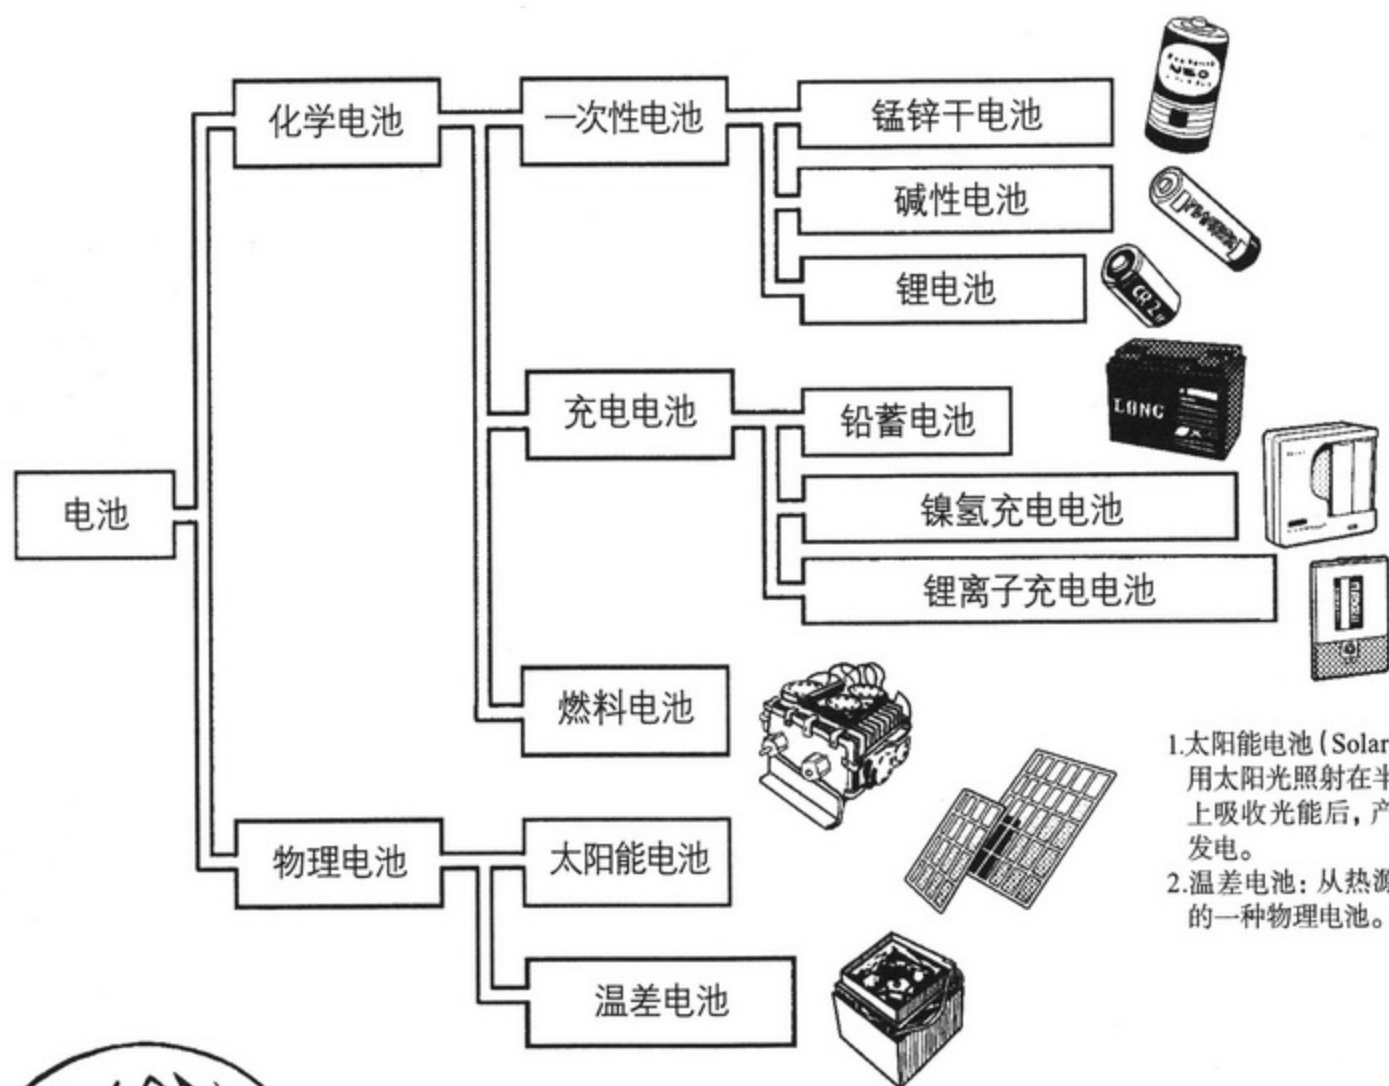 化学电池
一次性电池
锰锌干电池
碱性电池
锂电池
CR2
充电电池
铅蓄电池
LONG
镍氢充电电池
锂离子充电电池
电池
燃料电池
物理电池
太阳能电池
温差电池
1.太阳能电池（Solar
用太阳光照射在半
上吸收光能后，产
发电。
2.温差电池：从热源
的一种物理电池。